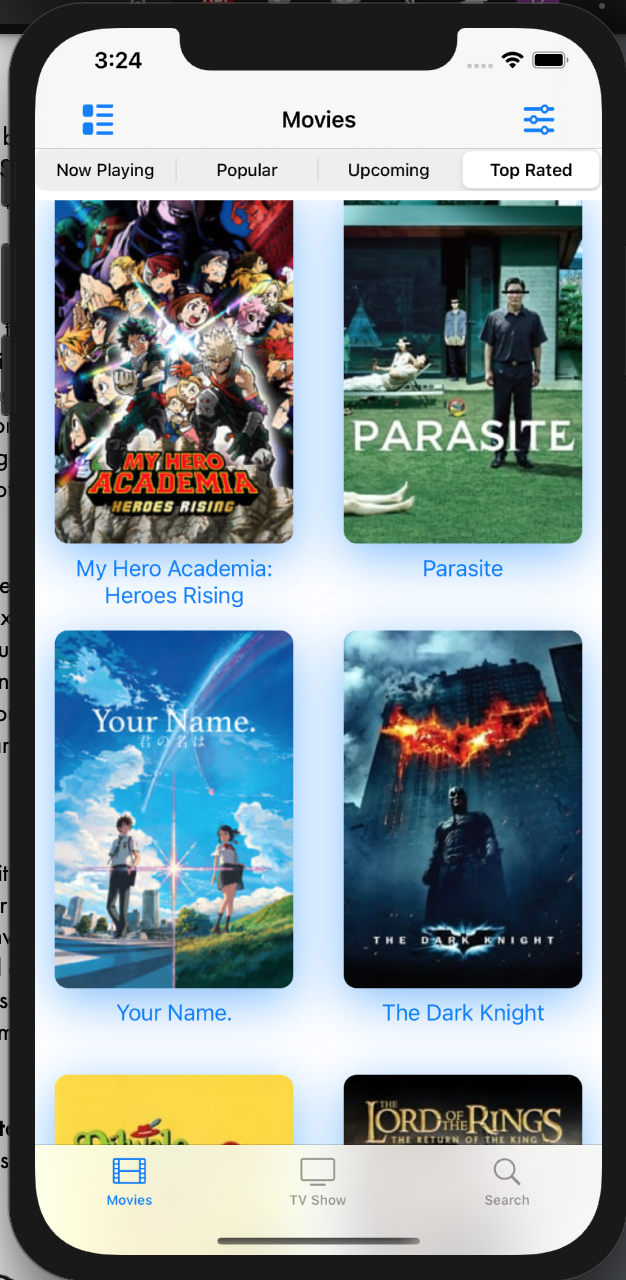 3:24
Movies
Now Playing
Popular
Upcoming
Top Rated
MY HERO
ACADEMIA
HEROES RISING
PARASITE
My Hero Academia:
Heroes Rising
Parasite
Your Name.
君の名は
THE DARK KNIGHT
Your Name.
The Dark Knight
THE
LORD OF THE RINGS
THE RETURN OF THE KING
Movies
TV Show
Search